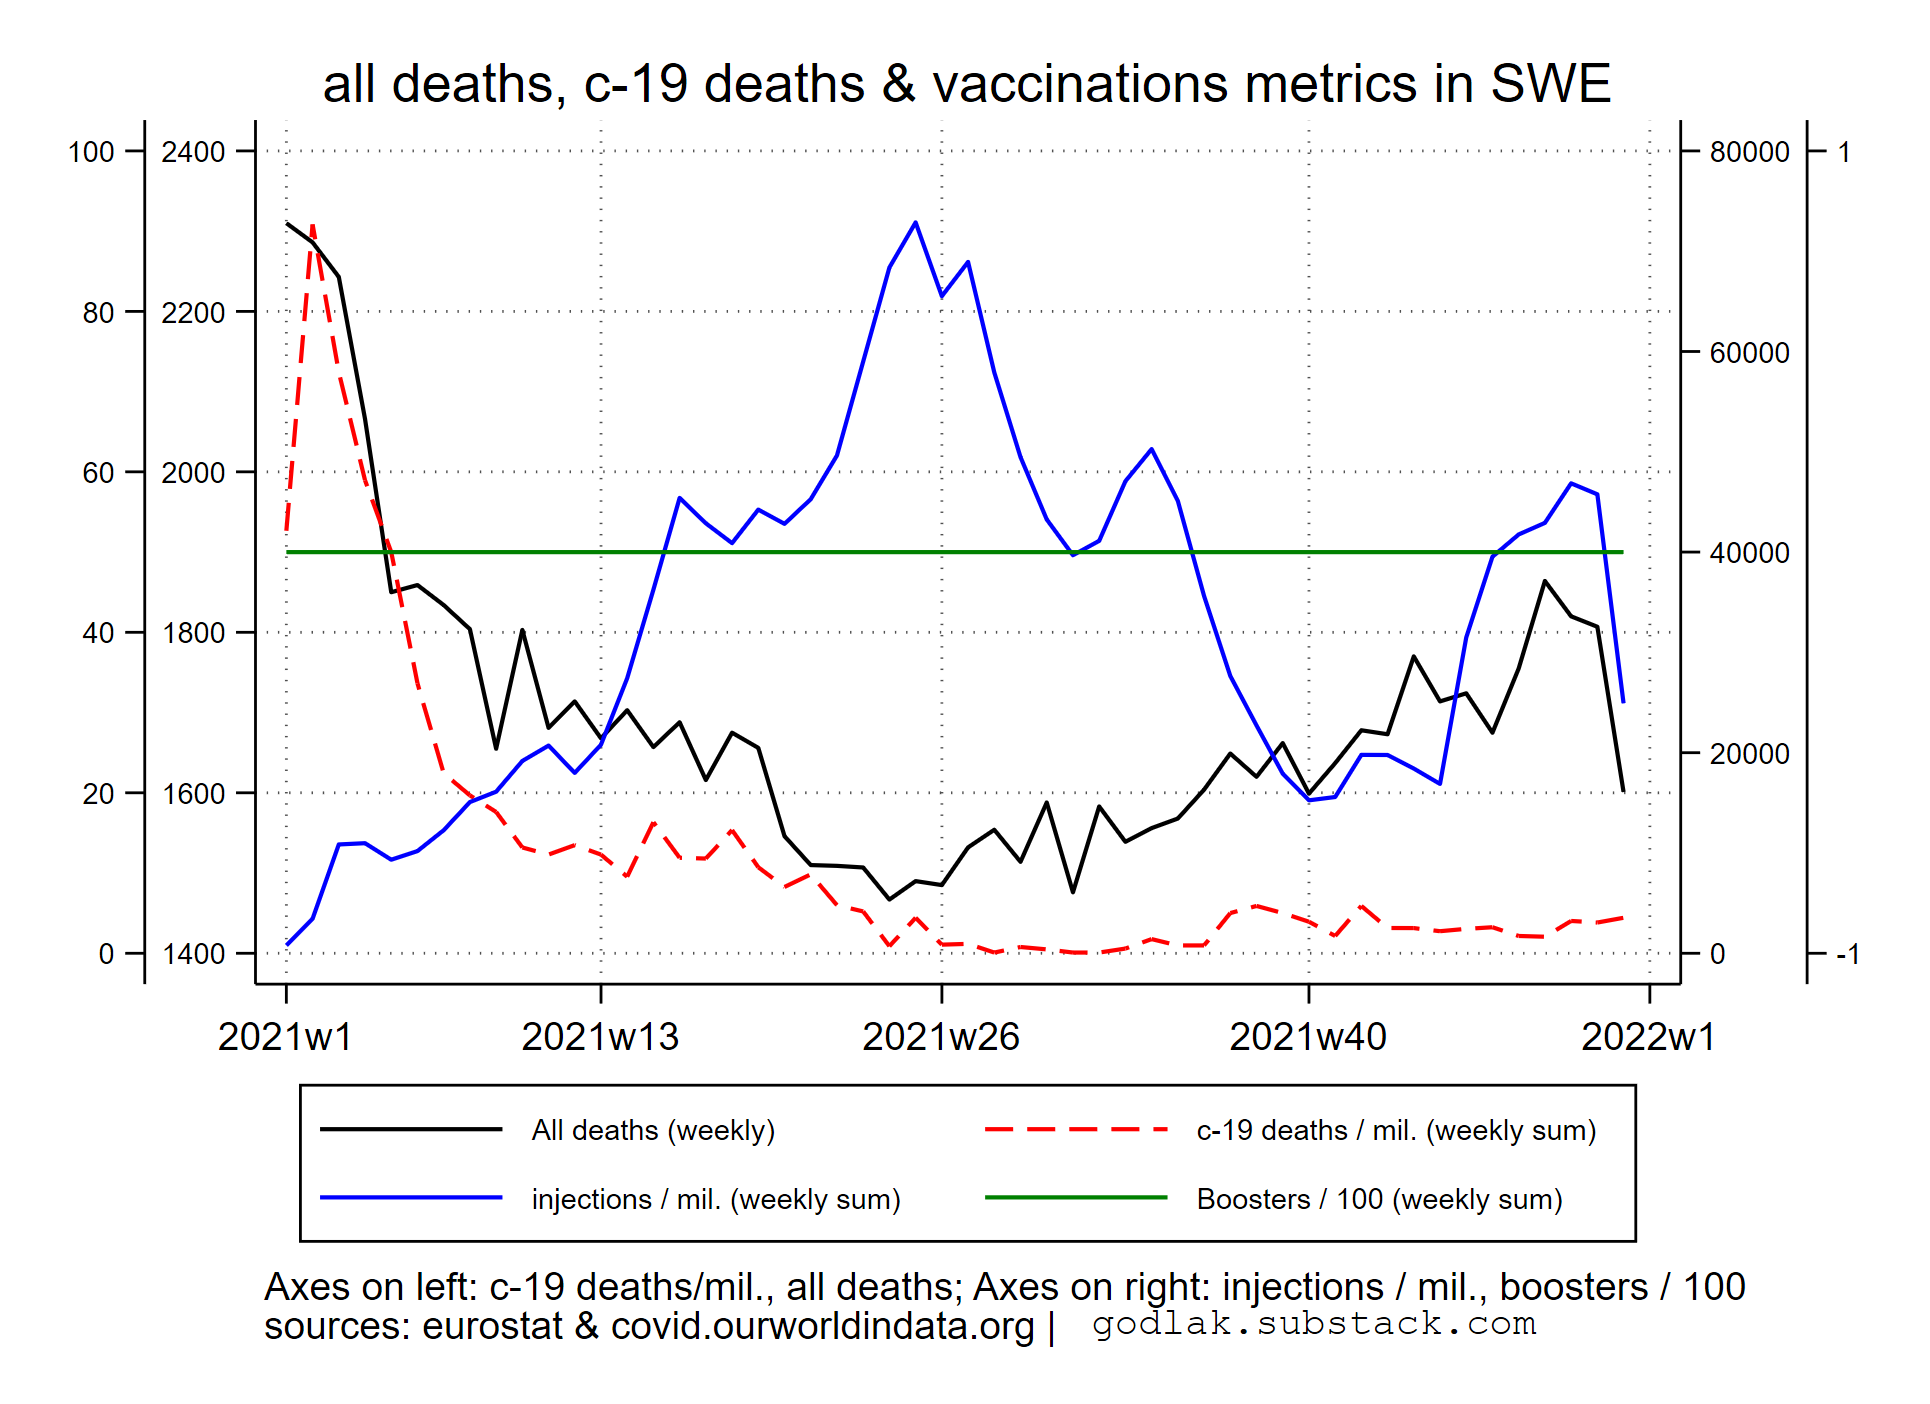 all deaths, c-19 deaths & vaccinations metrics in SWE
100 2400 80000 1
80 2200
60000
60 2000
40000
40 1800
20000
20 1600
0 1400 0 -1
2021w1 2021w13 2021w26 2021w40 2022w1
All deaths (weekly) c-19 deaths / mil. (weekly sum)
injections / mil. (weekly sum) Boosters / 100 (weekly sum)
Axes on left: c-19 deaths/mil., all deaths; Axes on right: injections / mil., boosters / 100
sources: eurostat & covid.ourworldindata.org | godlak.substack.com